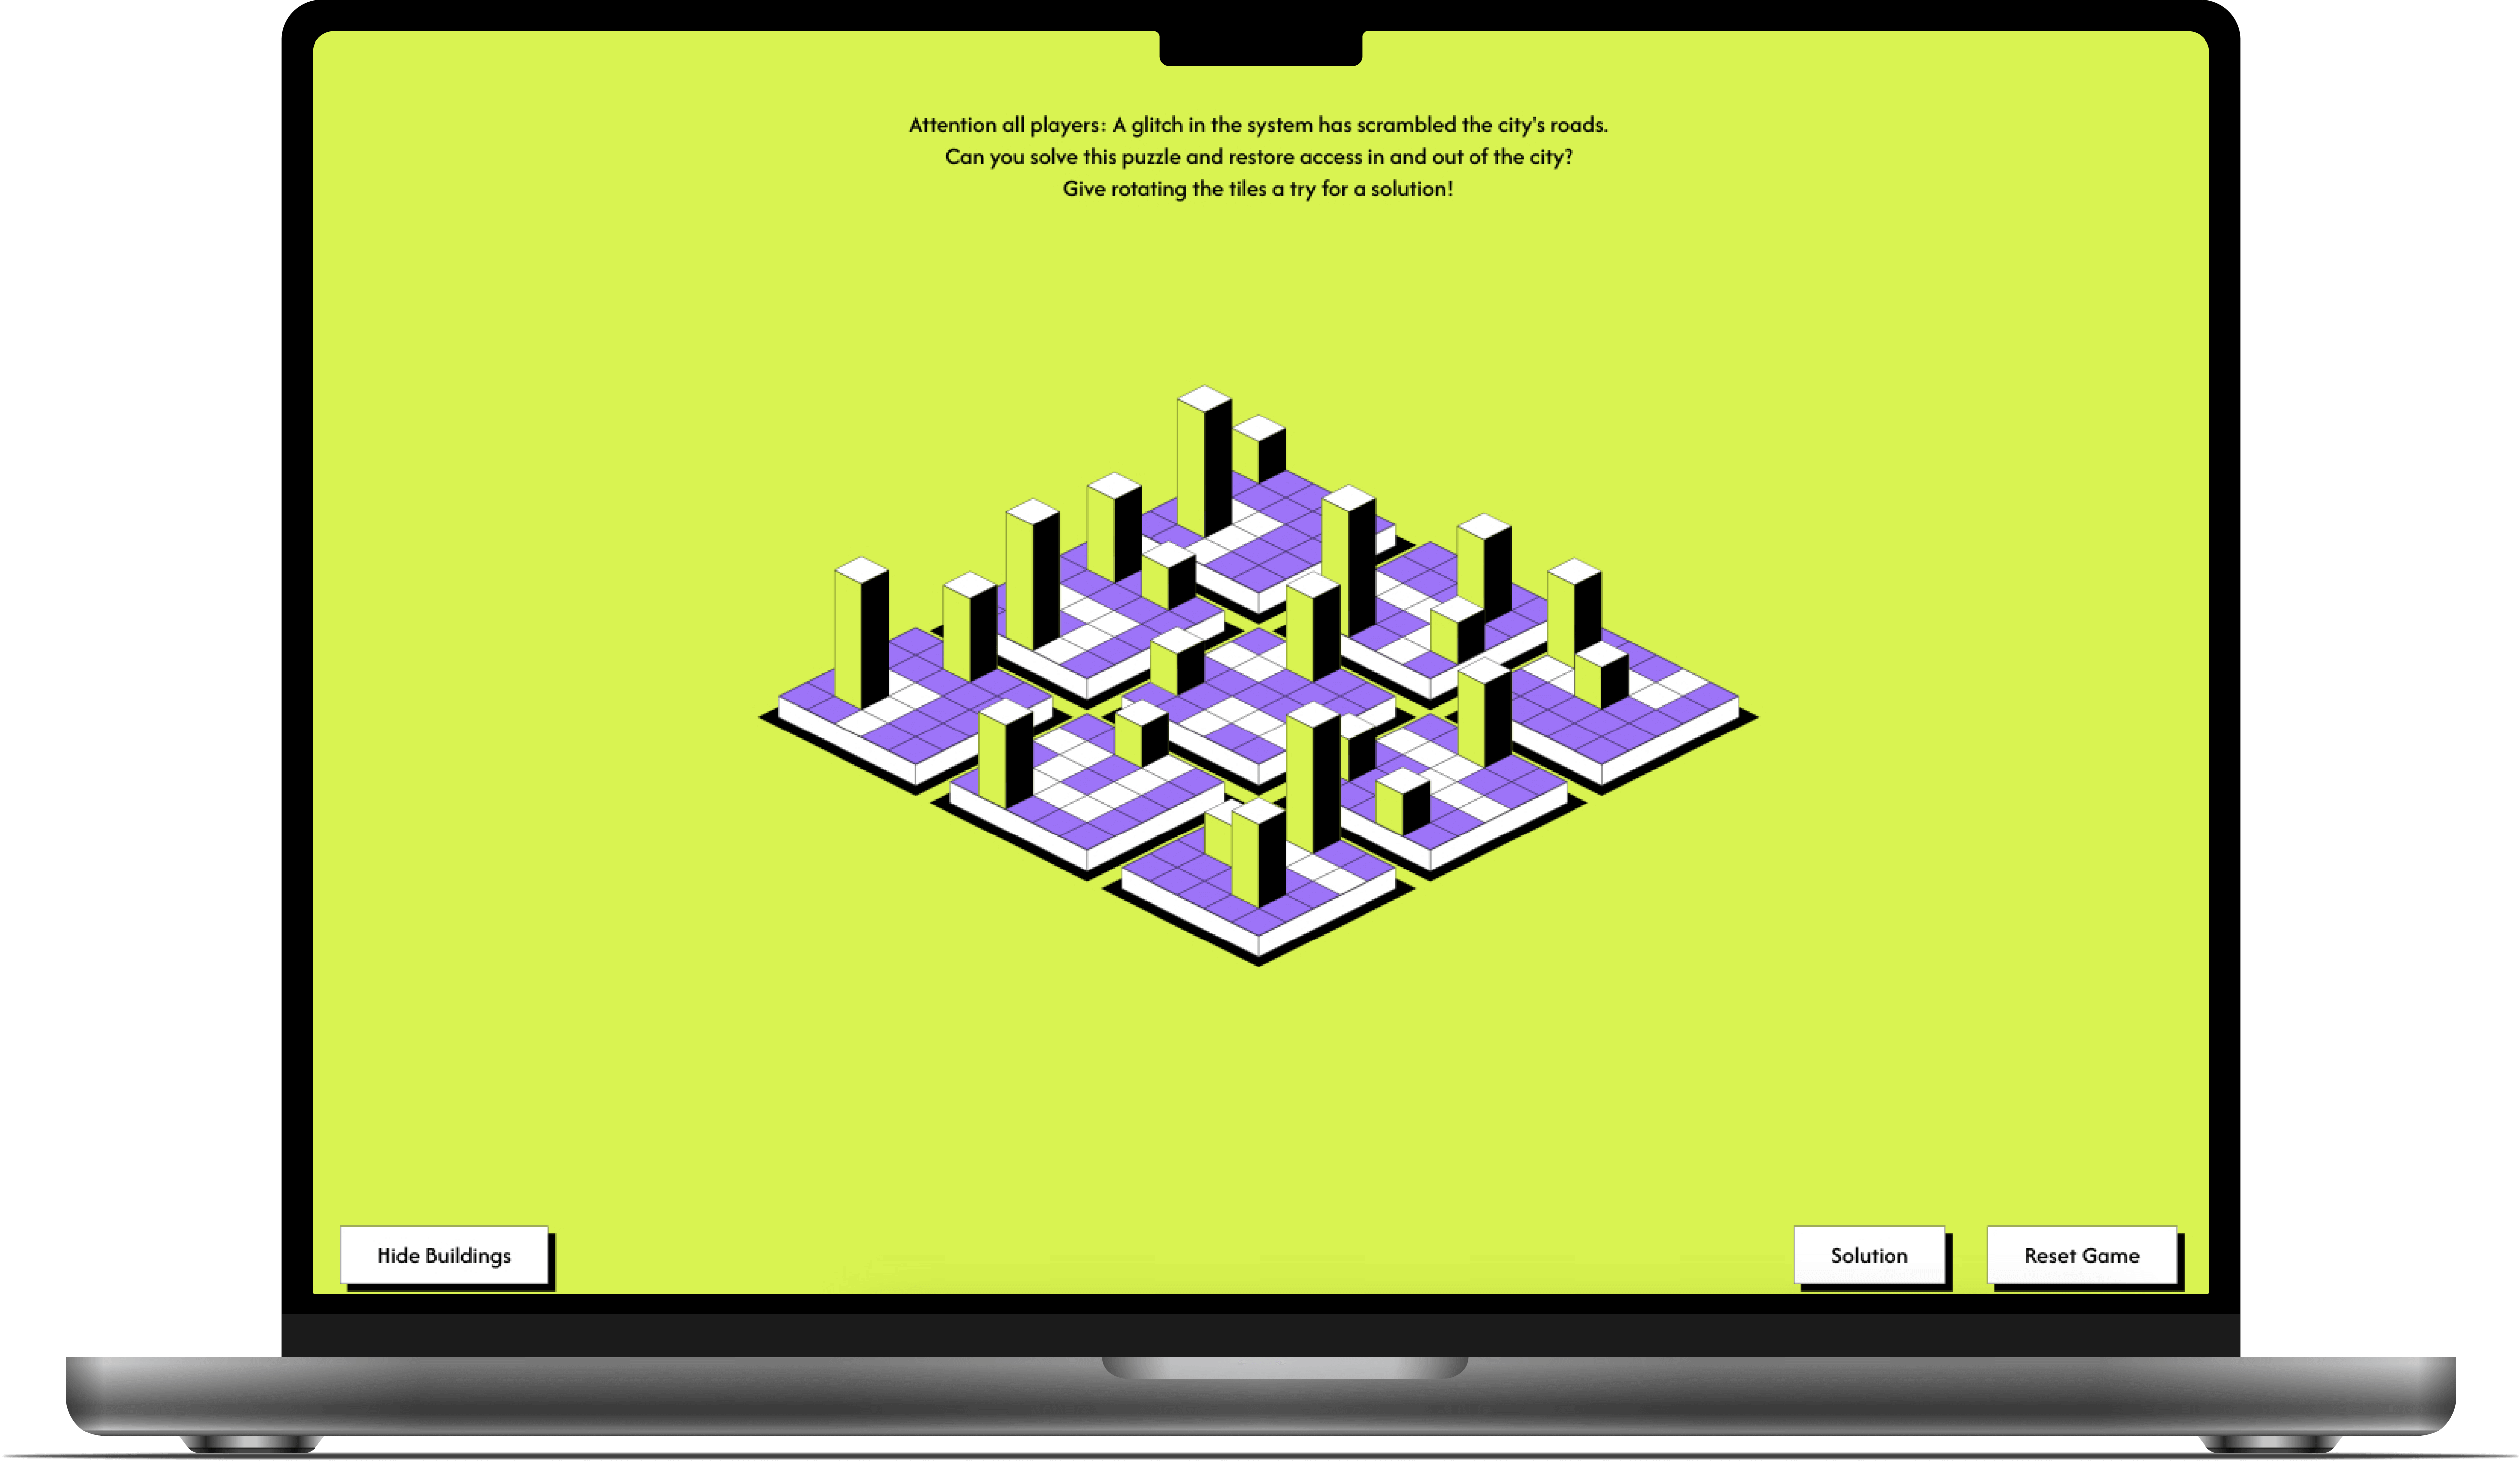 Attention all players: A glitch in the system has scrambled the city's roads.
Can you solve this puzzle and restore access in and out of the city?
Give rotating the tiles a try for a solution!
Hide Buildings
Solution
Reset Game